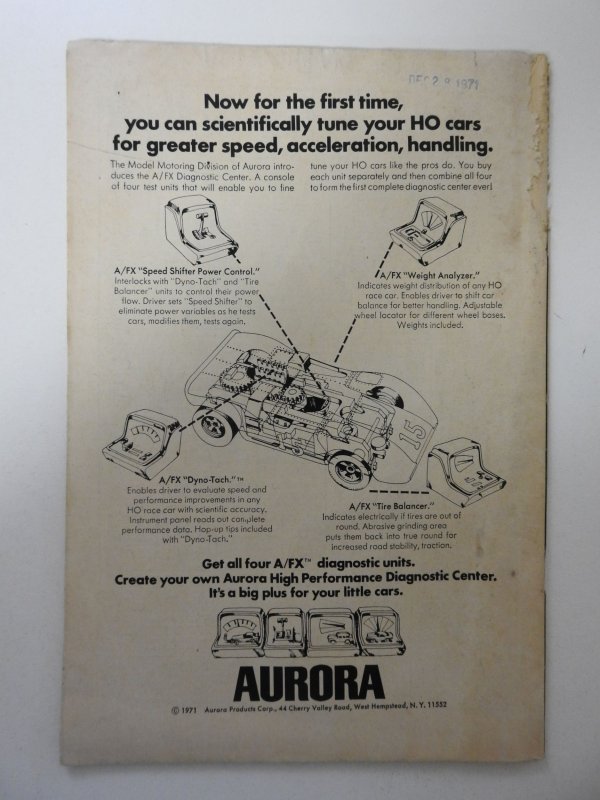 DEC 28 1971
Now for the first time,
you can scientifically tune your HO cars
for greater speed, acceleration, handling.
The Model Motoring Division of Aurora intro-
duces the A/FX Diagnostic Center. A console
of four test units that will enable you to fine
tune your HO cars like the pros do. You buy
each unit separately and then combine all four
to form the first complete diagnostic center ever!
A/FX "Speed Shifter Power Control."
Interlocks with "Dyno-Tach" and "Tire
Balancer" units to control their power
flow. Driver sets "Speed Shifter" to
eliminate power variables as he tests
cars, modifies them, tests again.
A/FX "Weight Analyzer."
Indicates weight distribution of any HO
race car. Enables driver to shift car
balance for better handling. Adjustable
wheel locator for different wheel bases.
Weights included.
15
A/FX "Dyno-Tach."™
Enables driver to evaluate speed and
performance improvements in any
HO race car with scientific accuracy.
Instrument panel reads out complete
performance data. Hop-up tips included
with "Dyno-Tach."
A/FX "Tire Balancer."
Indicates electrically if tires are out of
round. Abrasive grinding area
puts them back into true round for
increased road stability, traction.
Get all four A/FX™ diagnostic units.
Create your own Aurora High Performance Diagnostic Center.
It's a big plus for your little cars.
AURORA
© 1971 Aurora Products Corp., 44 Cherry Valley Road, West Hempstead, N.Y. 11552